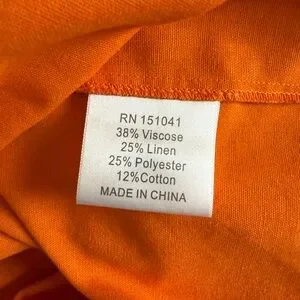 RN 151041
38% Viscose
25% Linen
25% Polyester
12%Cotton
MADE IN CHINA